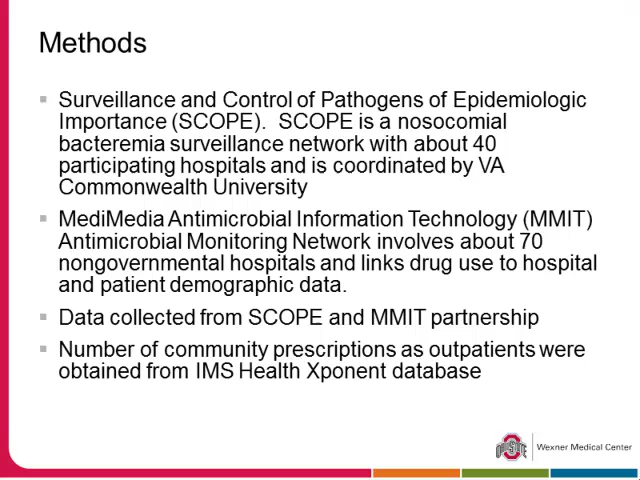 Methods
Surveillance and Control of Pathogens of Epidemiologic
Importance (SCOPE).  SCOPE is a nosocomial
bacteremia surveillance network with about 40
participating hospitals and is coordinated by VA
Commonwealth University
MediMedia Antimicrobial Information Technology (MMIT)
Antimicrobial Monitoring Network involves about 70
nongovernmental hospitals and links drug use to hospital
and patient demographic data.
Data collected from SCOPE and MMIT partnership
Number of community prescriptions as outpatients were
obtained from IMS Health Xponent database
OHIO STATE
Wexner Medical Center